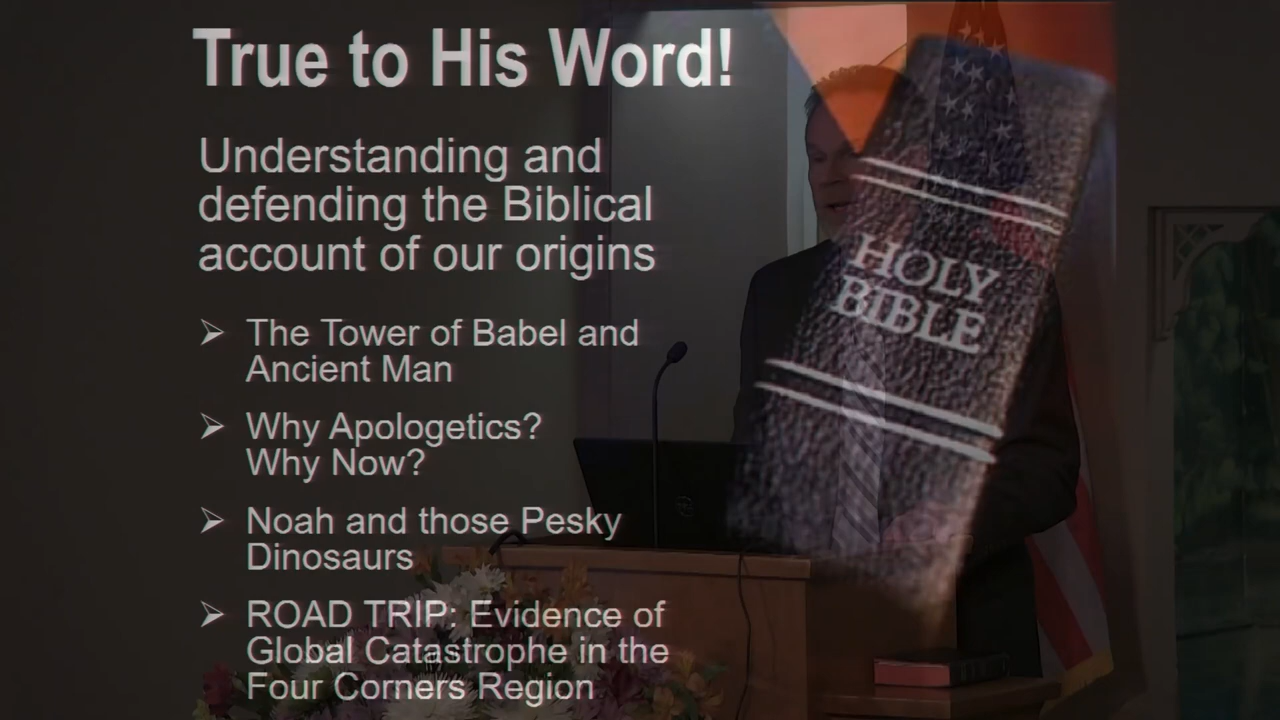 True to His Word!
Understanding and
defending the Biblical
account of our origins
➢ The Tower of Babel and
Ancient Man
➢ Why Apologetics?
Why Now?
➢ Noah and those Pesky
Dinosaurs
➢ ROAD TRIP: Evidence of
Global Catastrophe in the
Four Corners Region
HOLY
BIBLE